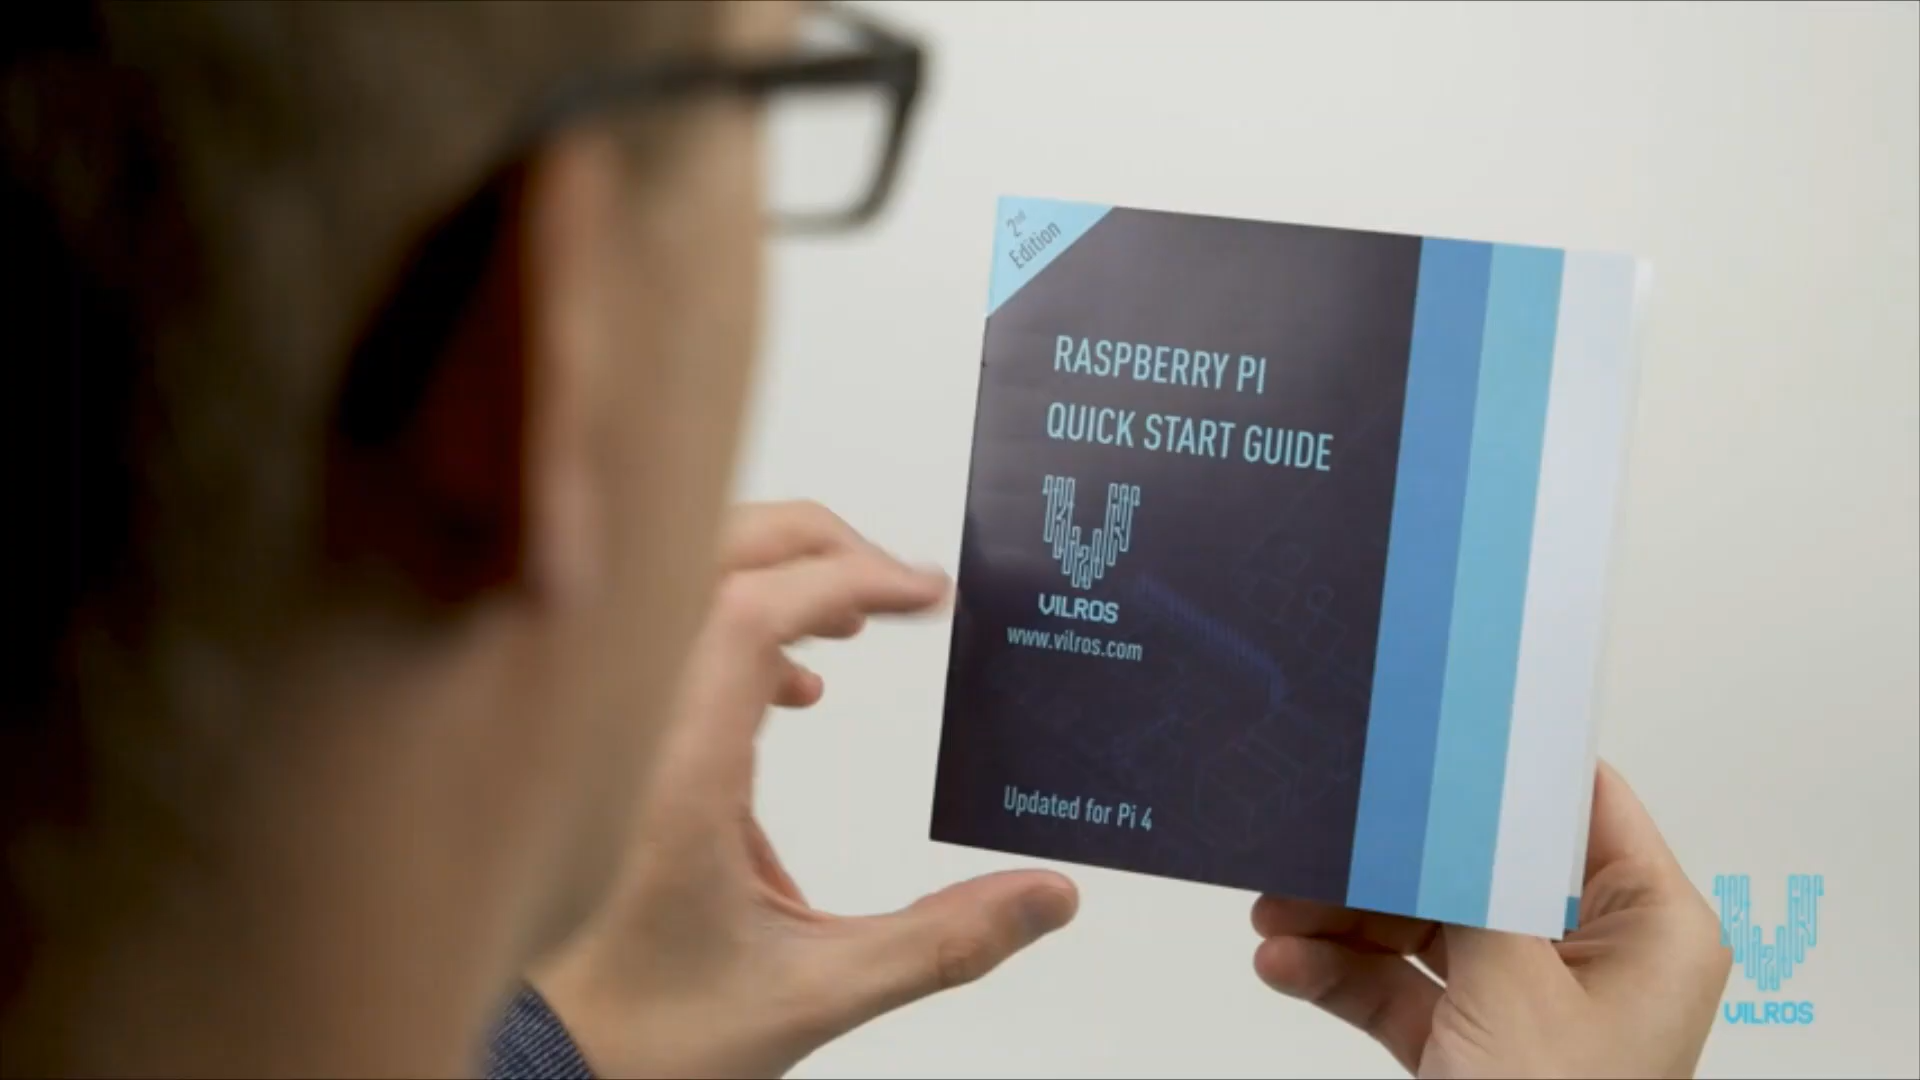 2nd
Edition
RASPBERRY PI
QUICK START GUIDE
VILROS
www.vilros.com
Updated for Pi 4
VILROS